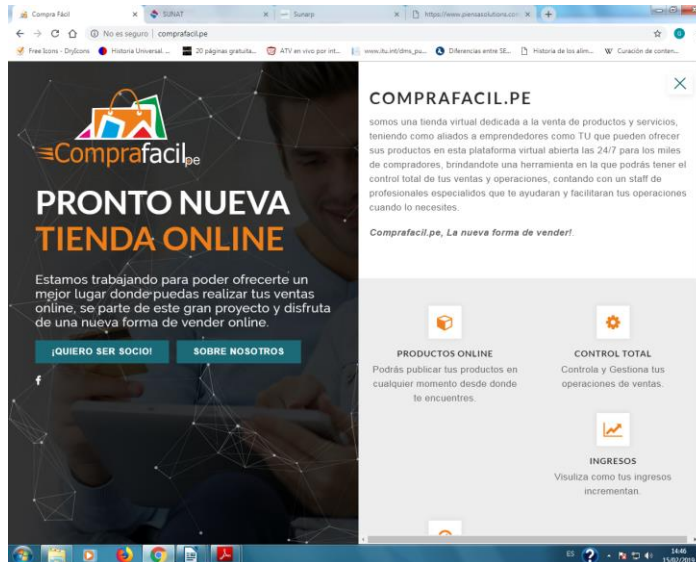 Compra Fácil
SUNAT
Sunarp
https://www.piensasolutions.com
No es seguro | comprafacil.pe
Free Icons - DryIcons
Historia Universal ...
20 páginas gratuita...
ATV en vivo por int...
www.itu.int/dms_pu...
Diferencias entre SE...
Historia de los alim...
Curación de conten...
Comprafacil.pe
PRONTO NUEVA
TIENDA ONLINE
Estamos trabajando para poder ofrecerte un
mejor lugar donde puedas realizar tus ventas
online, se parte de este gran proyecto y disfruta
de una nueva forma de vender online.
¡QUIERO SER SOCIO!
SOBRE NOSOTROS
COMPRAFACIL.PE
somos una tienda virtual dedicada a la venta de productos y servicios,
teniendo como aliados a emprendedores como TU que pueden ofrecer
sus productos en esta plataforma virtual abierta las 24/7 para los miles
de compradores, brindandote una herramienta en la que podrás tener el
control total de tus ventas y operaciones, contando con un staff de
profesionales especialidos que te ayudaran y facilitaran tus operaciones
cuando lo necesites.
Comprafacil.pe, La nueva forma de vender!
PRODUCTOS ONLINE
Podrás publicar tus productos en
cualquier momento desde donde
te encuentres.
CONTROL TOTAL
Controla y Gestiona tus
operaciones de ventas.
INGRESOS
Visuliza como tus ingresos
incrementan.
ES
14:46
15/02/2019